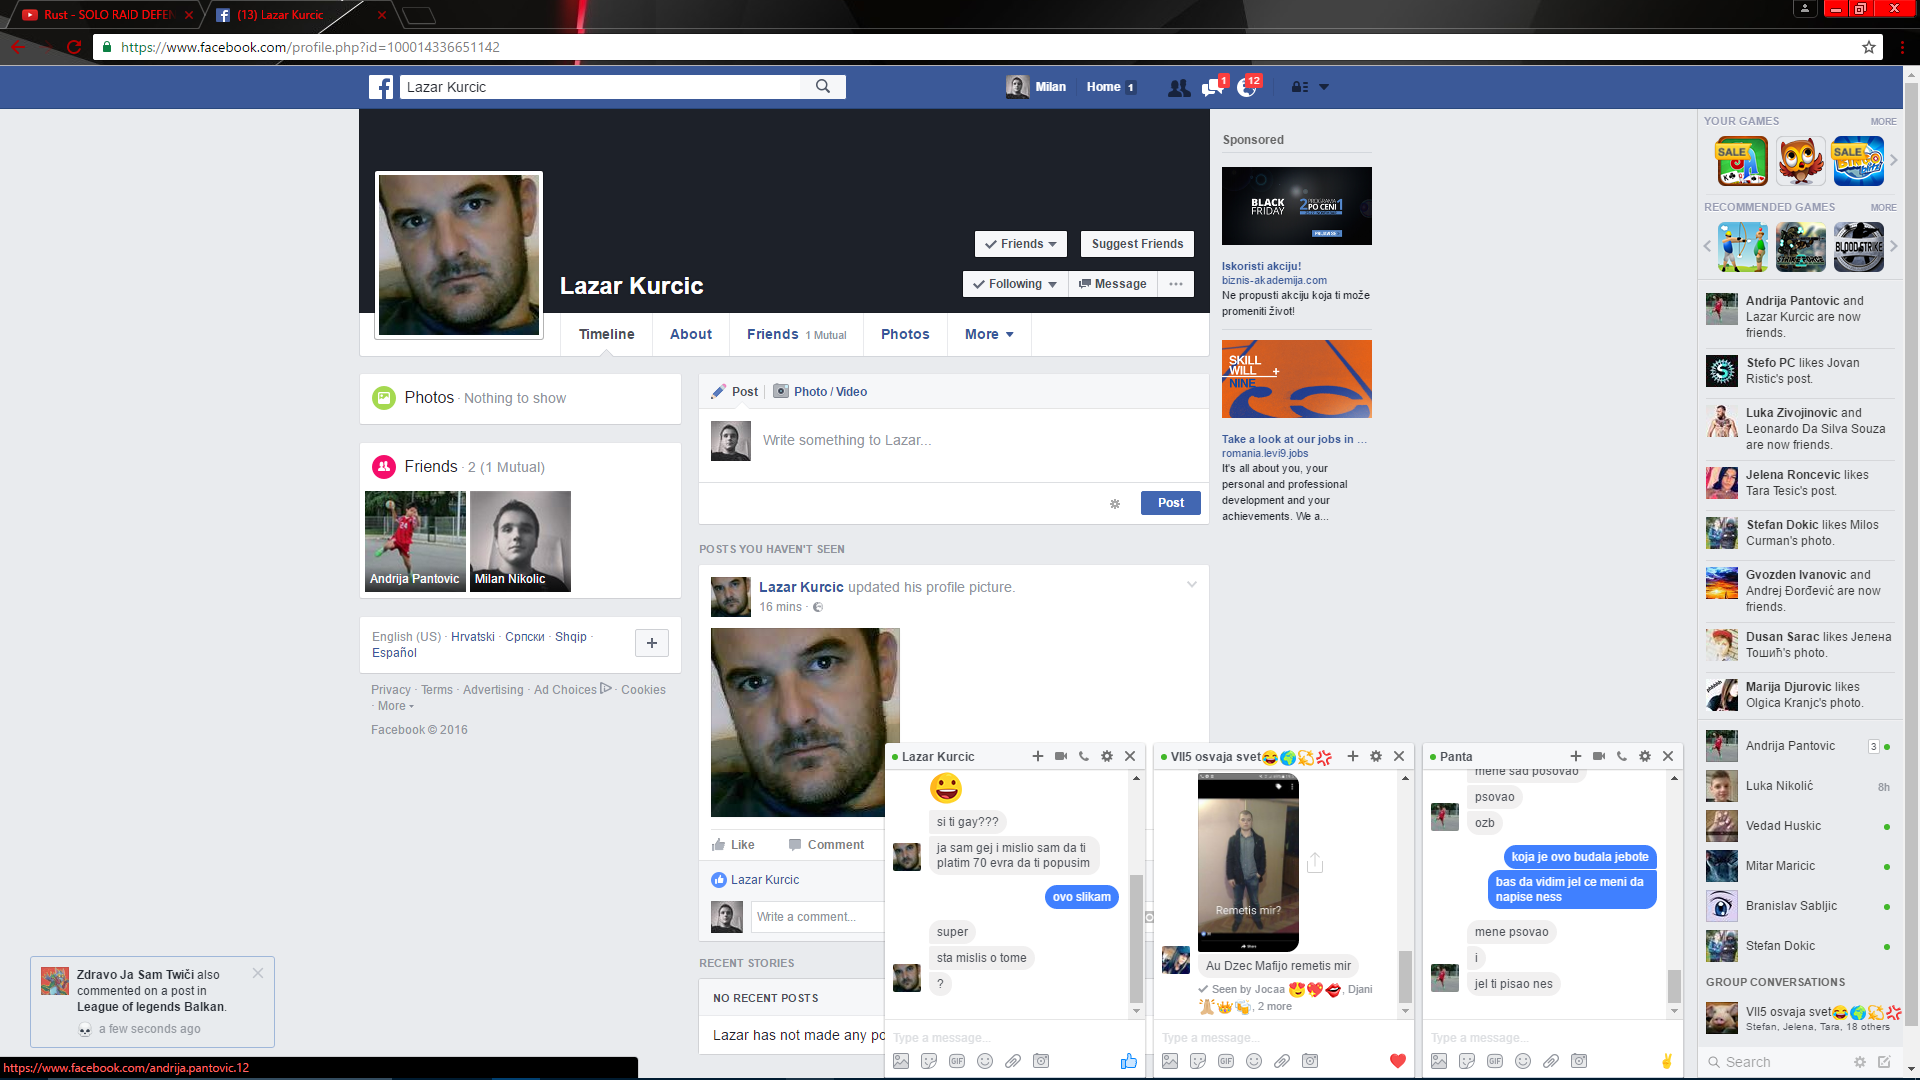 Rust - SOLO RAID DEFEN
(13) Lazar Kurcic
https://www.facebook.com/profile.php?id=100014336651142
Lazar Kurcic
Milan
Home 1
1
12
Lazar Kurcic
Friends
Suggest Friends
Following
Message
Timeline
About
Friends 1 Mutual
Photos
More
Photos · Nothing to show
Friends · 2 (1 Mutual)
24
Andrija Pantovic
Milan Nikolic
English (US) · Hrvatski · Српски · Shqip ·
Español
Privacy · Terms · Advertising · Ad Choices · Cookies
· More
Facebook © 2016
Post
Photo / Video
Write something to Lazar...
Post
POSTS YOU HAVEN'T SEEN
Lazar Kurcic updated his profile picture.
16 mins ·
Like
Comment
Lazar Kurcic
Write a comment...
RECENT STORIES
NO RECENT POSTS
Lazar has not made any po
Sponsored
BLACK
FRIDAY
2 PROGRAMA
PO CENI 1
Iskoristi akciju!
biznis-akademija.com
Ne propusti akciju koja ti može
promeniti život!
SKILL
WILL +
NINE
Take a look at our jobs in ...
romania.levi9.jobs
It's all about you, your
personal and professional
development and your
achievements. We a...
YOUR GAMES
MORE
SALE
SALE
RECOMMENDED GAMES
MORE
STRIKE FORCE
BLOOD STRIKE
Andrija Pantovic and
Lazar Kurcic are now
friends.
Stefo PC likes Jovan
Ristic's post.
Luka Zivojinovic and
Leonardo Da Silva Souza
are now friends.
Jelena Roncevic likes
Tara Tesic's post.
Stefan Dokic likes Milos
Curman's photo.
Gvozden Ivanovic and
Andrej Đorđević are now
friends.
Dusan Sarac likes Јелена
Тошић's photo.
Marija Djurovic likes
Olgica Kranjc's photo.
Andrija Pantovic 3
Luka Nikolić 8h
Vedad Huskic
Mitar Maricic
Branislav Sabljic
Stefan Dokic
GROUP CONVERSATIONS
VII5 osvaja svet😂🌍💫💢
Stefan, Jelena, Tara, 18 others
Search
Lazar Kurcic
si ti gay???
ja sam gej i mislio sam da ti
platim 70 evra da ti popusim
ovo slikam
super
sta mislis o tome
?
Type a message...
GIF
VII5 osvaja svet😂🌍💫💢
Remetis mir?
Share
Au Dzec Mafijo remetis mir
Seen by Jocaa 😍💖💋, Djani
, 2 more
Type a message...
GIF
Panta
mene sad posovao
psovao
ozb
koja je ovo budala jebote
bas da vidim jel ce meni da
napise ness
mene psovao
i
jel ti pisao nes
Type a message...
GIF
Zdravo Ja Sam Twiči also
commented on a post in
League of legends Balkan.
a few seconds ago
https://www.facebook.com/andrija.pantovic.12